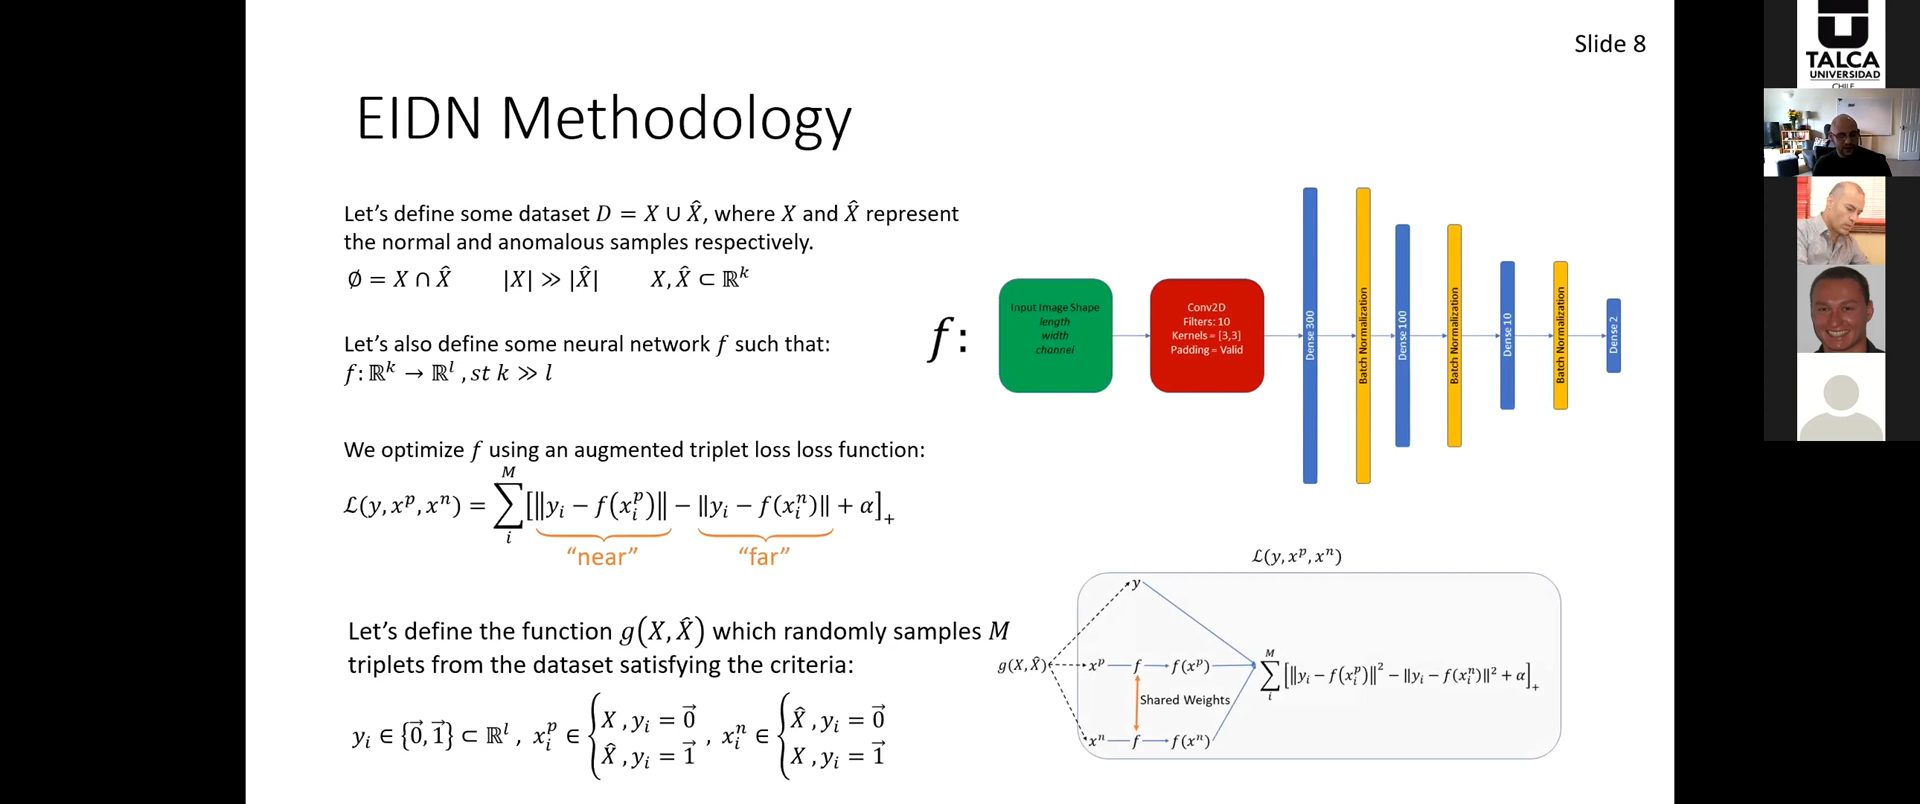 Slide 8
EIDN Methodology
Let's define some dataset D = X ∪ X̂, where X and X̂ represent
the normal and anomalous samples respectively.
∅ = X ∩ X̂ |X| ≫ |X̂| X, X̂ ⊂ ℝᵏ
Let's also define some neural network f such that:
f: ℝᵏ → ℝˡ , st k ≫ l
We optimize f using an augmented triplet loss loss function:
ℒ(y, xᵖ, xⁿ) = ∑ᵢᴹ [‖yᵢ − f(xᵢᵖ)‖ − ‖yᵢ − f(xᵢⁿ)‖ + α]₊
"near" "far"
Let's define the function g(X, X̂) which randomly samples M
triplets from the dataset satisfying the criteria:
yᵢ ∈ {0⃗, 1⃗} ⊂ ℝˡ , xᵢᵖ ∈ { X , yᵢ = 0⃗ X̂ , yᵢ = 1⃗ , xᵢⁿ ∈ { X̂ , yᵢ = 0⃗ X , yᵢ = 1⃗
f:
Input Image Shape
length
width
channel
Conv2D
Filters: 10
Kernels = [3,3]
Padding = Valid
Dense 300
Batch Normalization
Dense 100
Batch Normalization
Dense 10
Batch Normalization
Dense 2
ℒ(y, xᵖ, xⁿ)
y
g(X, X̂) xᵖ f f(xᵖ)
∑ᵢᴹ [‖yᵢ − f(xᵢᵖ)‖² − ‖yᵢ − f(xᵢⁿ)‖² + α]₊
Shared Weights
xⁿ f f(xⁿ)
TALCA
UNIVERSIDAD
CHILE